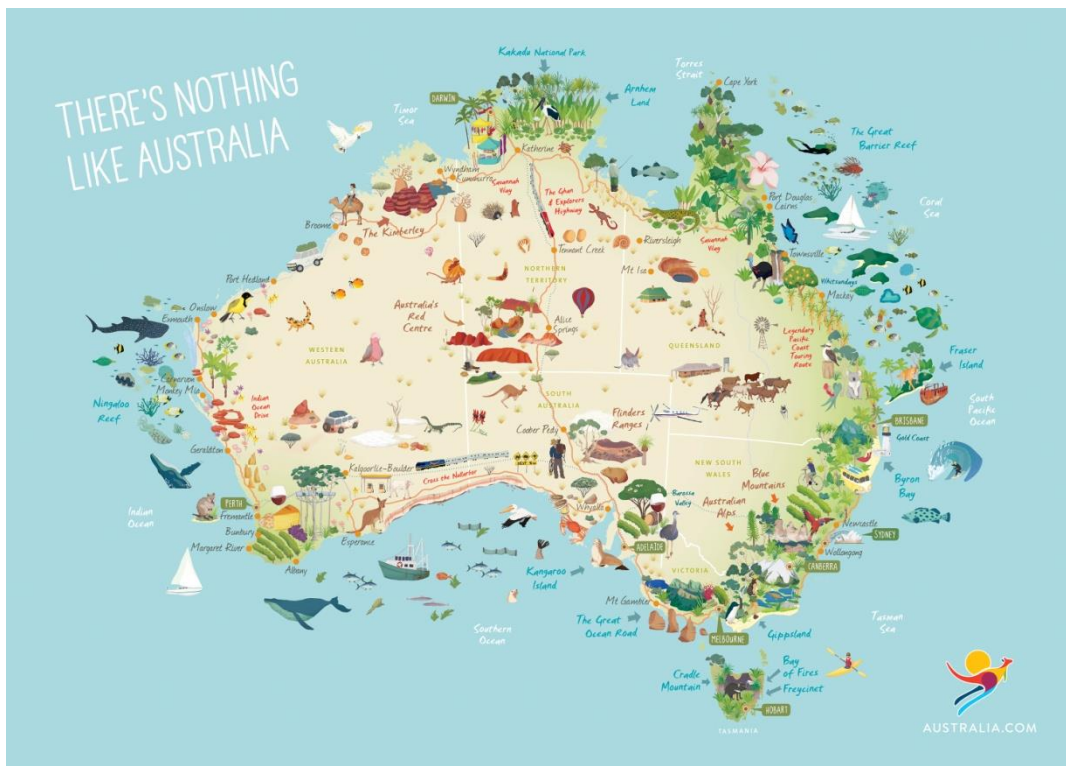 THERE'S NOTHING
LIKE AUSTRALIA
Kakadu National Park
Arnhem
Land
Torres
Strait
Cape York
Timor
Sea
DARWIN
Katherine
The Great
Barrier Reef
Wyndham
Kununurra
Savannah
Way
The Ghan
& Explorers
Highway
Port Douglas
Cairns
Coral
Sea
Broome
The Kimberley
Tennant Creek
Riversleigh
Savannah
Way
Townsville
Mt Isa
Whitsundays
Mackay
NORTHERN
TERRITORY
Port Hedland
Onslow
Exmouth
Australia's
Red
Centre
Alice
Springs
Legendary
Pacific
Coast
Touring
Route
WESTERN
AUSTRALIA
QUEENSLAND
Fraser
Island
Carnarvon
Monkey Mia
Ningaloo
Reef
Indian
Ocean
Drive
SOUTH
AUSTRALIA
South
Pacific
Ocean
BRISBANE
Gold Coast
Coober Pedy
Flinders
Ranges
Geraldton
Kalgoorlie-Boulder
Cross the Nullarbor
NEW SOUTH
WALES
Blue
Mountains
Byron
Bay
Indian
Ocean
PERTH
Fremantle
Bunbury
Margaret River
Albany
Esperance
Whyalla
Barossa
Valley
Australian
Alps
Newcastle
SYDNEY
Wollongong
CANBERRA
ADELAIDE
Kangaroo
Island
VICTORIA
Mt Gambier
The Great
Ocean Road
MELBOURNE
Gippsland
Southern
Ocean
Tasman
Sea
Cradle
Mountain
Bay
of Fires
Freycinet
HOBART
TASMANIA
AUSTRALIA.COM